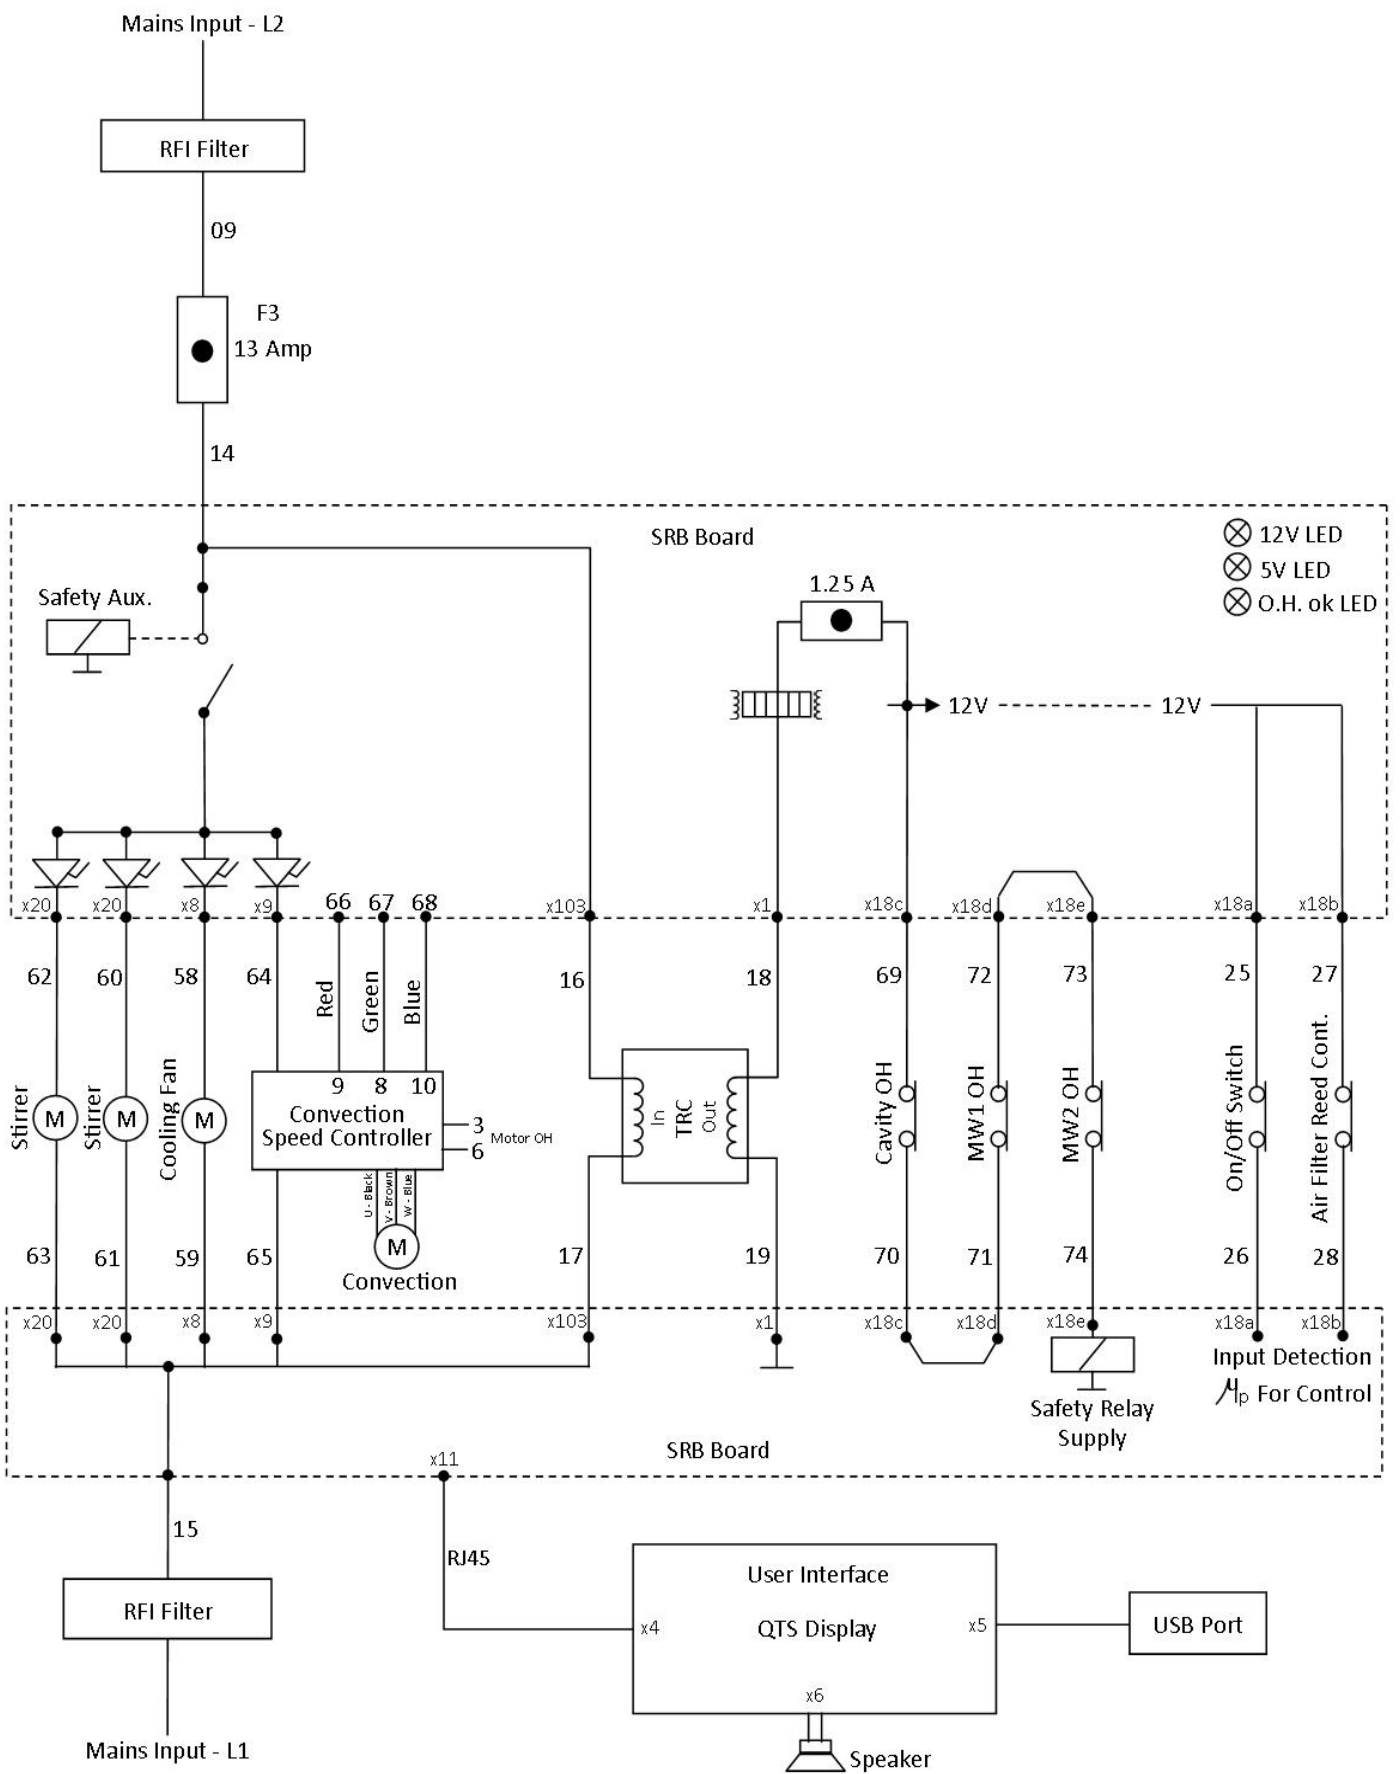 Mains Input - L2
RFI Filter
09
F3
13 Amp
14
SRB Board
12V LED
5V LED
O.H. ok LED
1.25 A
Safety Aux.
12V
12V
x20
x20
x8
x9
66
67
68
x103
x1
x18c
x18d
x18e
x18a
x18b
62
60
58
64
Red
Green
Blue
16
18
69
72
73
25
27
Stirrer
M
Stirrer
M
Cooling Fan
M
9
8
10
Convection
Speed Controller
3
6
Motor OH
U - Black
V - Brown
W - Blue
M
Convection
In
TRC
Out
Cavity OH
MW1 OH
MW2 OH
On/Off Switch
Air Filter Reed Cont.
63
61
59
65
17
19
70
71
74
26
28
x20
x20
x8
x9
x103
x1
x18c
x18d
x18e
x18a
x18b
Input Detection
μp For Control
Safety Relay
Supply
SRB Board
x11
15
RJ45
RFI Filter
Mains Input - L1
User Interface
QTS Display
x4
x5
x6
USB Port
Speaker